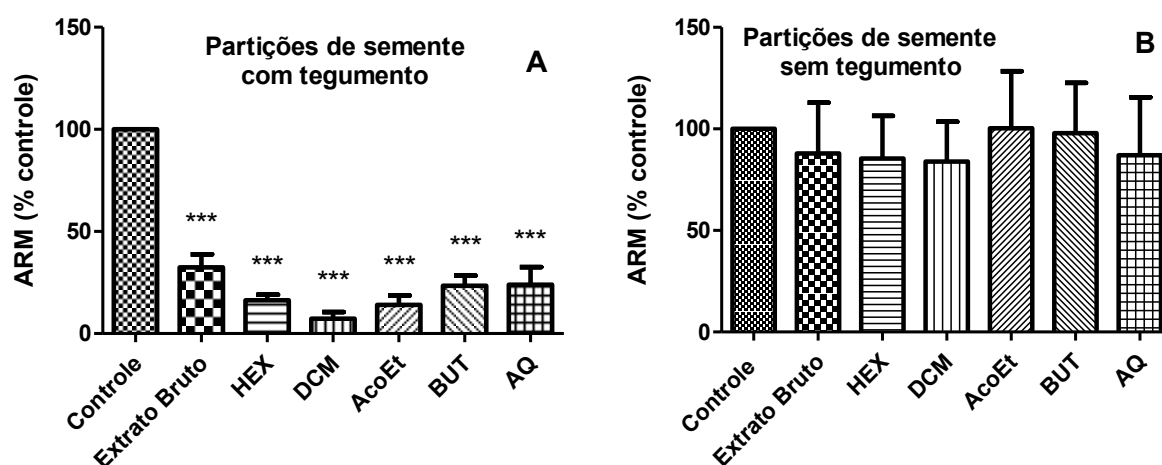 Partições de semente
com tegumento
A
ARM (% controle)
150
100
50
0
***
***
***
***
***
***
Controle
Extrato Bruto
HEX
DCM
AcoEt
BUT
AQ
Partições de semente
sem tegumento
B
ARM (% controle)
150
100
50
0
Controle
Extrato Bruto
HEX
DCM
AcoEt
BUT
AQ